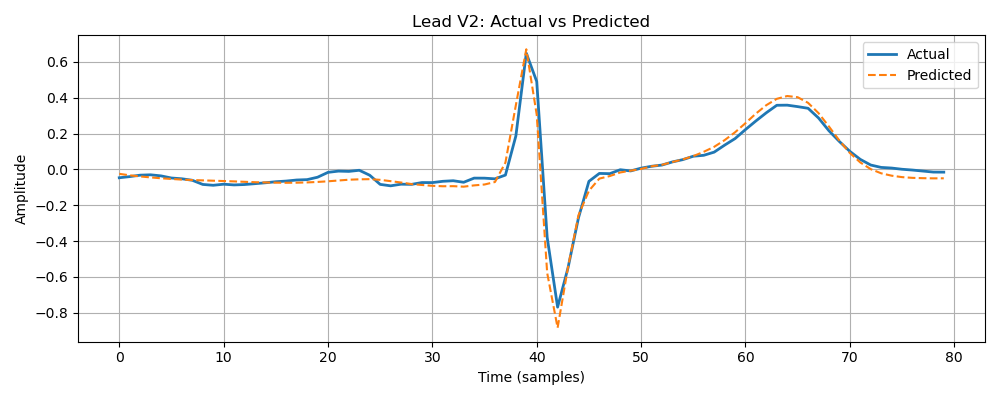 Lead V2: Actual vs Predicted
Actual
Predicted
0.6
0.4
0.2
0.0
−0.2
−0.4
−0.6
−0.8
Amplitude
0 10 20 30 40 50 60 70 80
Time (samples)